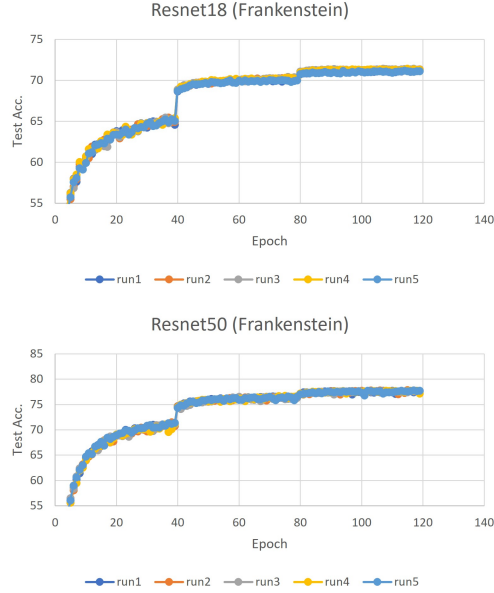 Resnet18 (Frankenstein)
75
70
65
60
55
Test Acc.
0 20 40 60 80 100 120 140
Epoch
run1 run2 run3 run4 run5
Resnet50 (Frankenstein)
85
80
75
70
65
60
55
Test Acc.
0 20 40 60 80 100 120 140
Epoch
run1 run2 run3 run4 run5